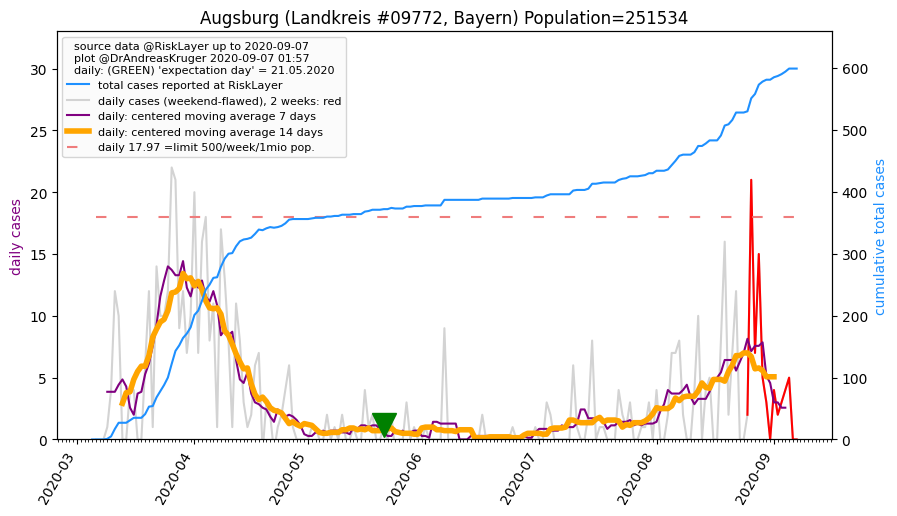 Augsburg (Landkreis #09772, Bayern) Population=251534
source data @RiskLayer up to 2020-09-07
plot @DrAndreasKruger 2020-09-07 01:57
daily: (GREEN) 'expectation day' = 21.05.2020
total cases reported at RiskLayer
daily cases (weekend-flawed), 2 weeks: red
daily: centered moving average 7 days
daily: centered moving average 14 days
daily 17.97 =limit 500/week/1mio pop.
daily cases
30
25
20
15
10
5
0
cumulative total cases
600
500
400
300
200
100
0
2020-03
2020-04
2020-05
2020-06
2020-07
2020-08
2020-09